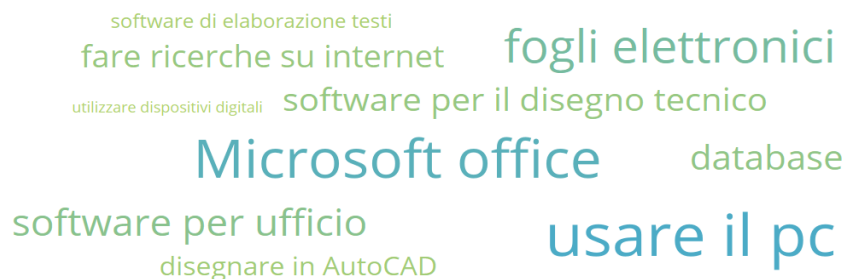 software di elaborazione testi
fare ricerche su internet
fogli elettronici
utilizzare dispositivi digitali
software per il disegno tecnico
Microsoft office
database
software per ufficio
usare il pc
disegnare in AutoCAD